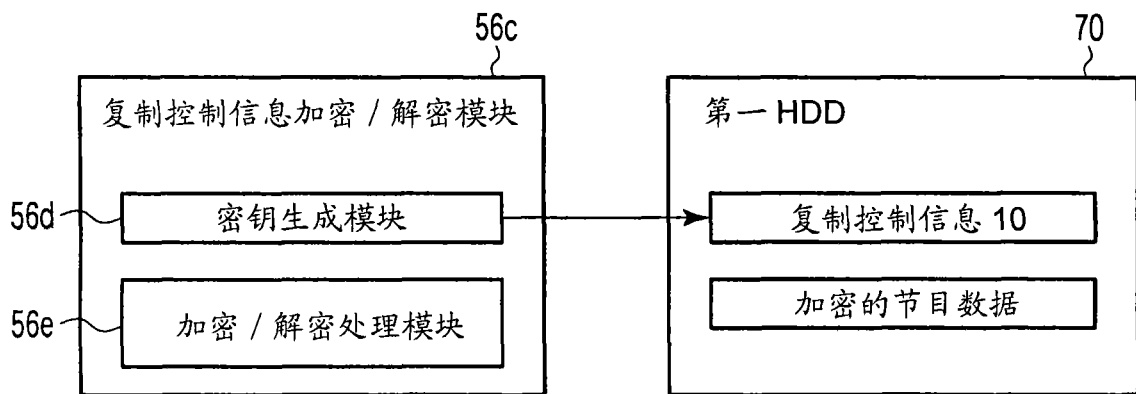 56c
70
复制控制信息加密 / 解密模块
第一 HDD
56d
密钥生成模块
复制控制信息 10
56e
加密 / 解密处理模块
加密的节目数据